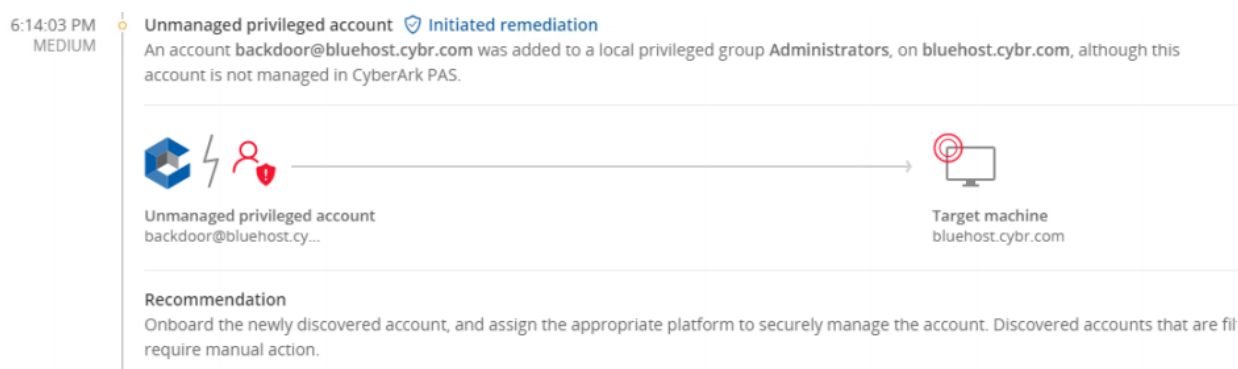 6:14:03 PM Unmanaged privileged account Initiated remediation
MEDIUM An account backdoor@bluehost.cybr.com was added to a local privileged group Administrators, on bluehost.cybr.com, although this
account is not managed in CyberArk PAS.
Unmanaged privileged account Target machine
backdoor@bluehost.cy... bluehost.cybr.com
Recommendation
Onboard the newly discovered account, and assign the appropriate platform to securely manage the account. Discovered accounts that are
require manual action.